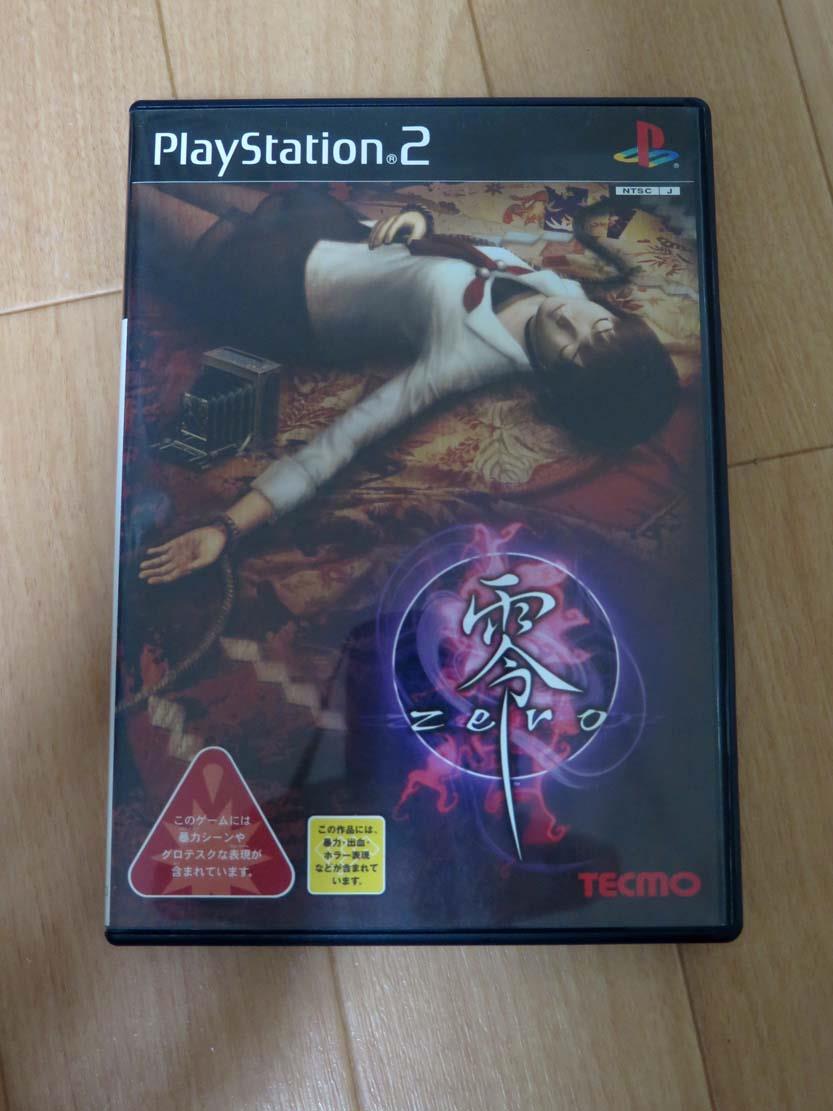 PlayStation®2
®
NTSC J
零
zero
このゲームには
暴力シーンや
グロテスクな表現が
含まれています。
この作品には、
暴力・出血・
ホラー表現
などが含まれて
います。
TECMO